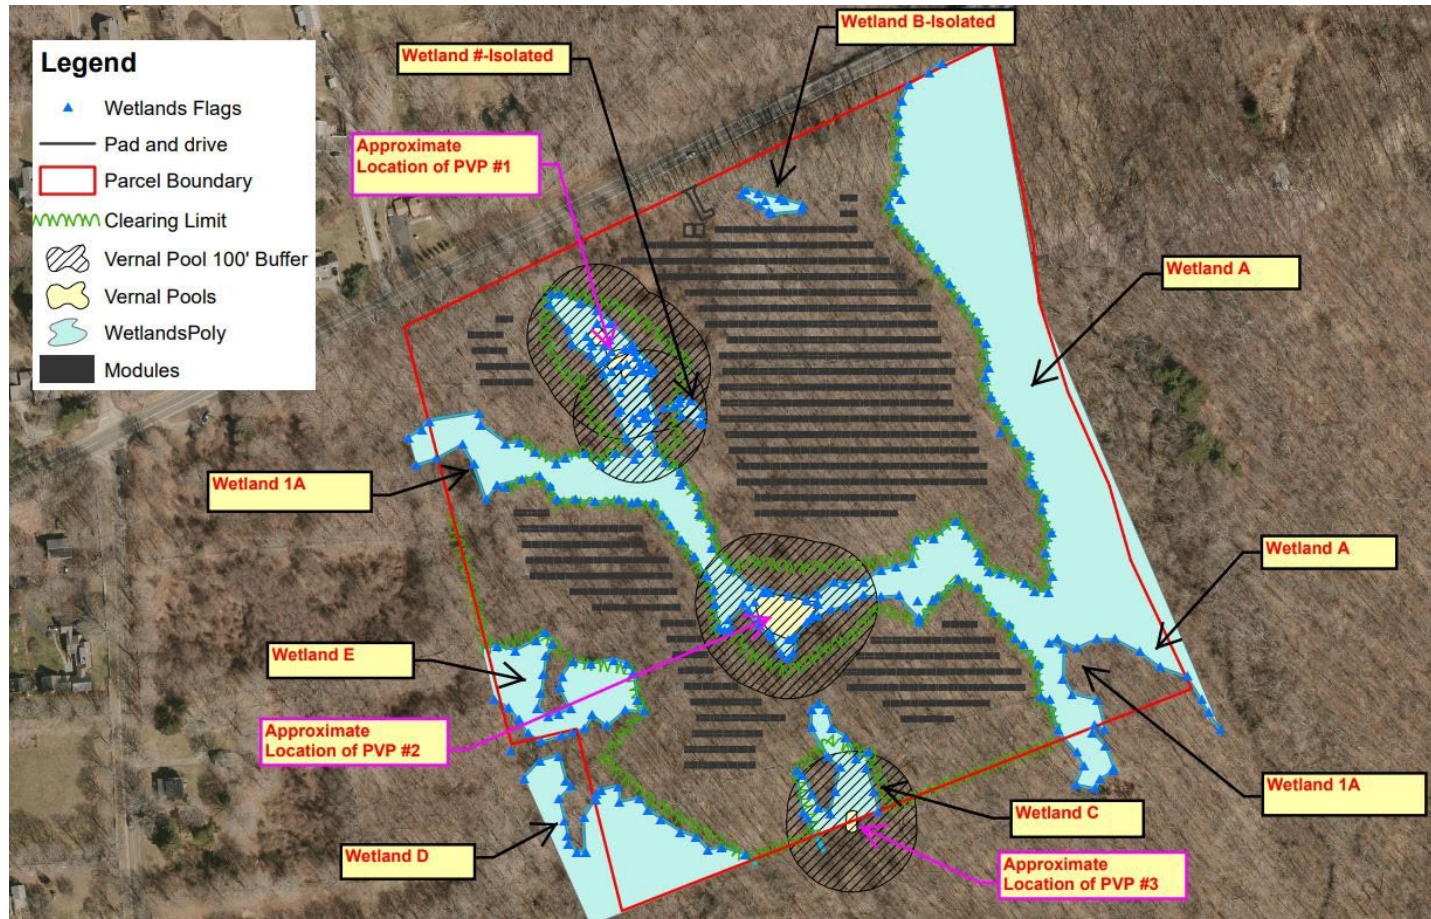 Legend
Wetlands Flags
Pad and drive
Parcel Boundary
Clearing Limit
Vernal Pool 100' Buffer
Vernal Pools
WetlandsPoly
Modules
Wetland B-Isolated
Wetland #-Isolated
Approximate
Location of PVP #1
Wetland A
Wetland 1A
Wetland A
Wetland E
Approximate
Location of PVP #2
Wetland 1A
Wetland C
Wetland D
Approximate
Location of PVP #3